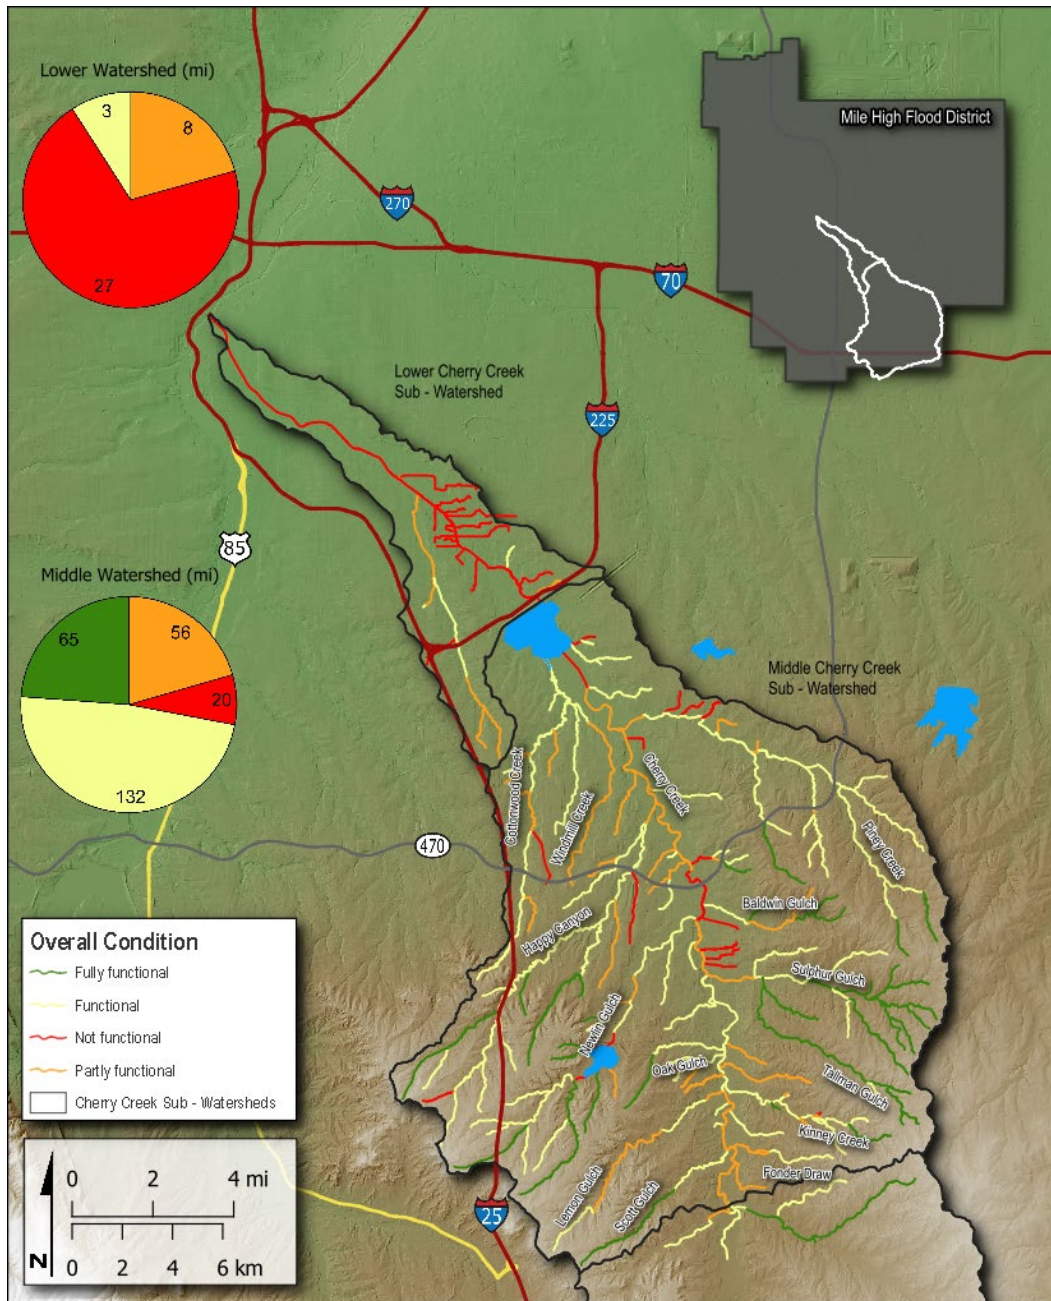 Lower Watershed (mi)
3
8
27
Mile High Flood District
270
70
Lower Cherry Creek
Sub - Watershed
225
85
Middle Watershed (mi)
65
56
20
132
Middle Cherry Creek
Sub - Watershed
Cottonwood Creek
Windmill Creek
Cherry Creek
Piney Creek
470
Baldwin Gulch
Happy Canyon
Sulphur Gulch
Newlin Gulch
Oak Gulch
Tallman Gulch
Kinney Creek
Fonder Draw
Lemon Gulch
Scott Gulch
25
Overall Condition
Fully functional
Functional
Not functional
Partly functional
Cherry Creek Sub - Watersheds
N
0 2 4 mi
0 2 4 6 km